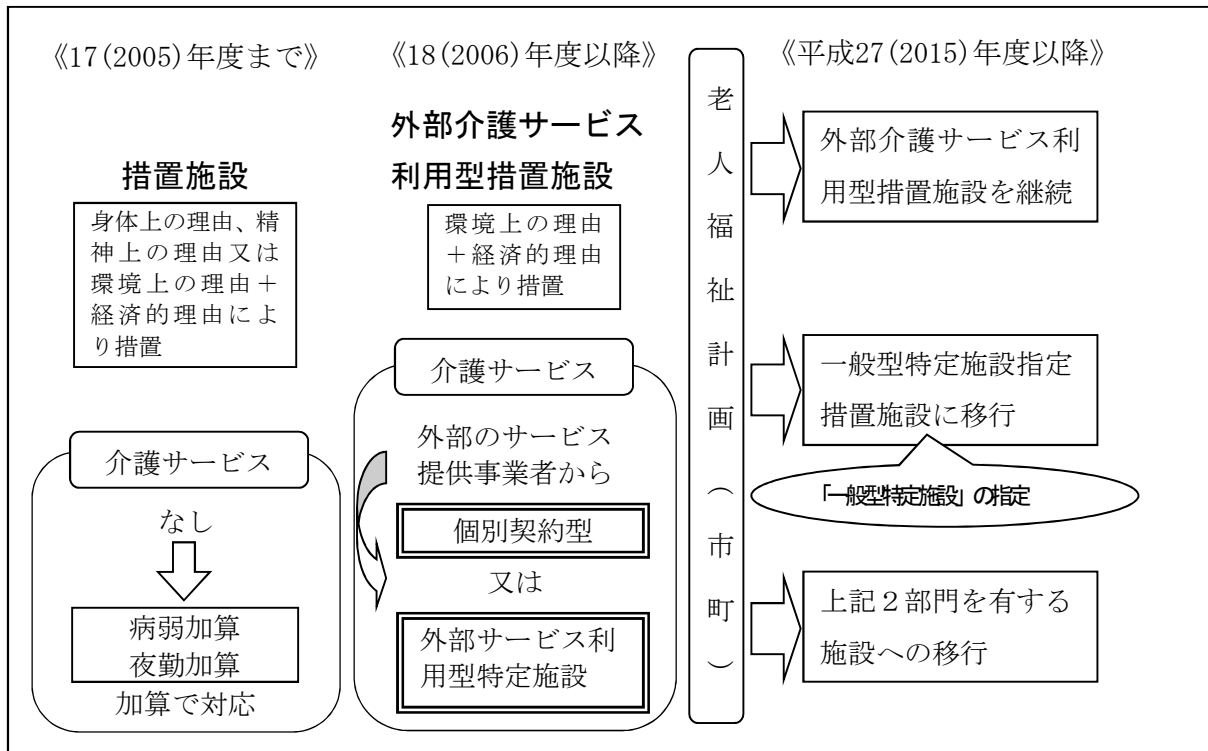 《17(2005)年度まで》
措置施設
身体上の理由、精
神上の理由又は
環境上の理由＋
経済的理由によ
り措置
介護サービス
なし
病弱加算
夜勤加算
加算で対応
《18(2006)年度以降》
外部介護サービス
利用型措置施設
環境上の理由
＋経済的理由
により措置
介護サービス
外部のサービス
提供事業者から
個別契約型
又は
外部サービス利
用型特定施設
老人福祉計画（市町）
《平成27(2015)年度以降》
外部介護サービス利
用型措置施設を継続
一般型特定施設指定
措置施設に移行
「一般型特定施設」の指定
上記２部門を有する
施設への移行